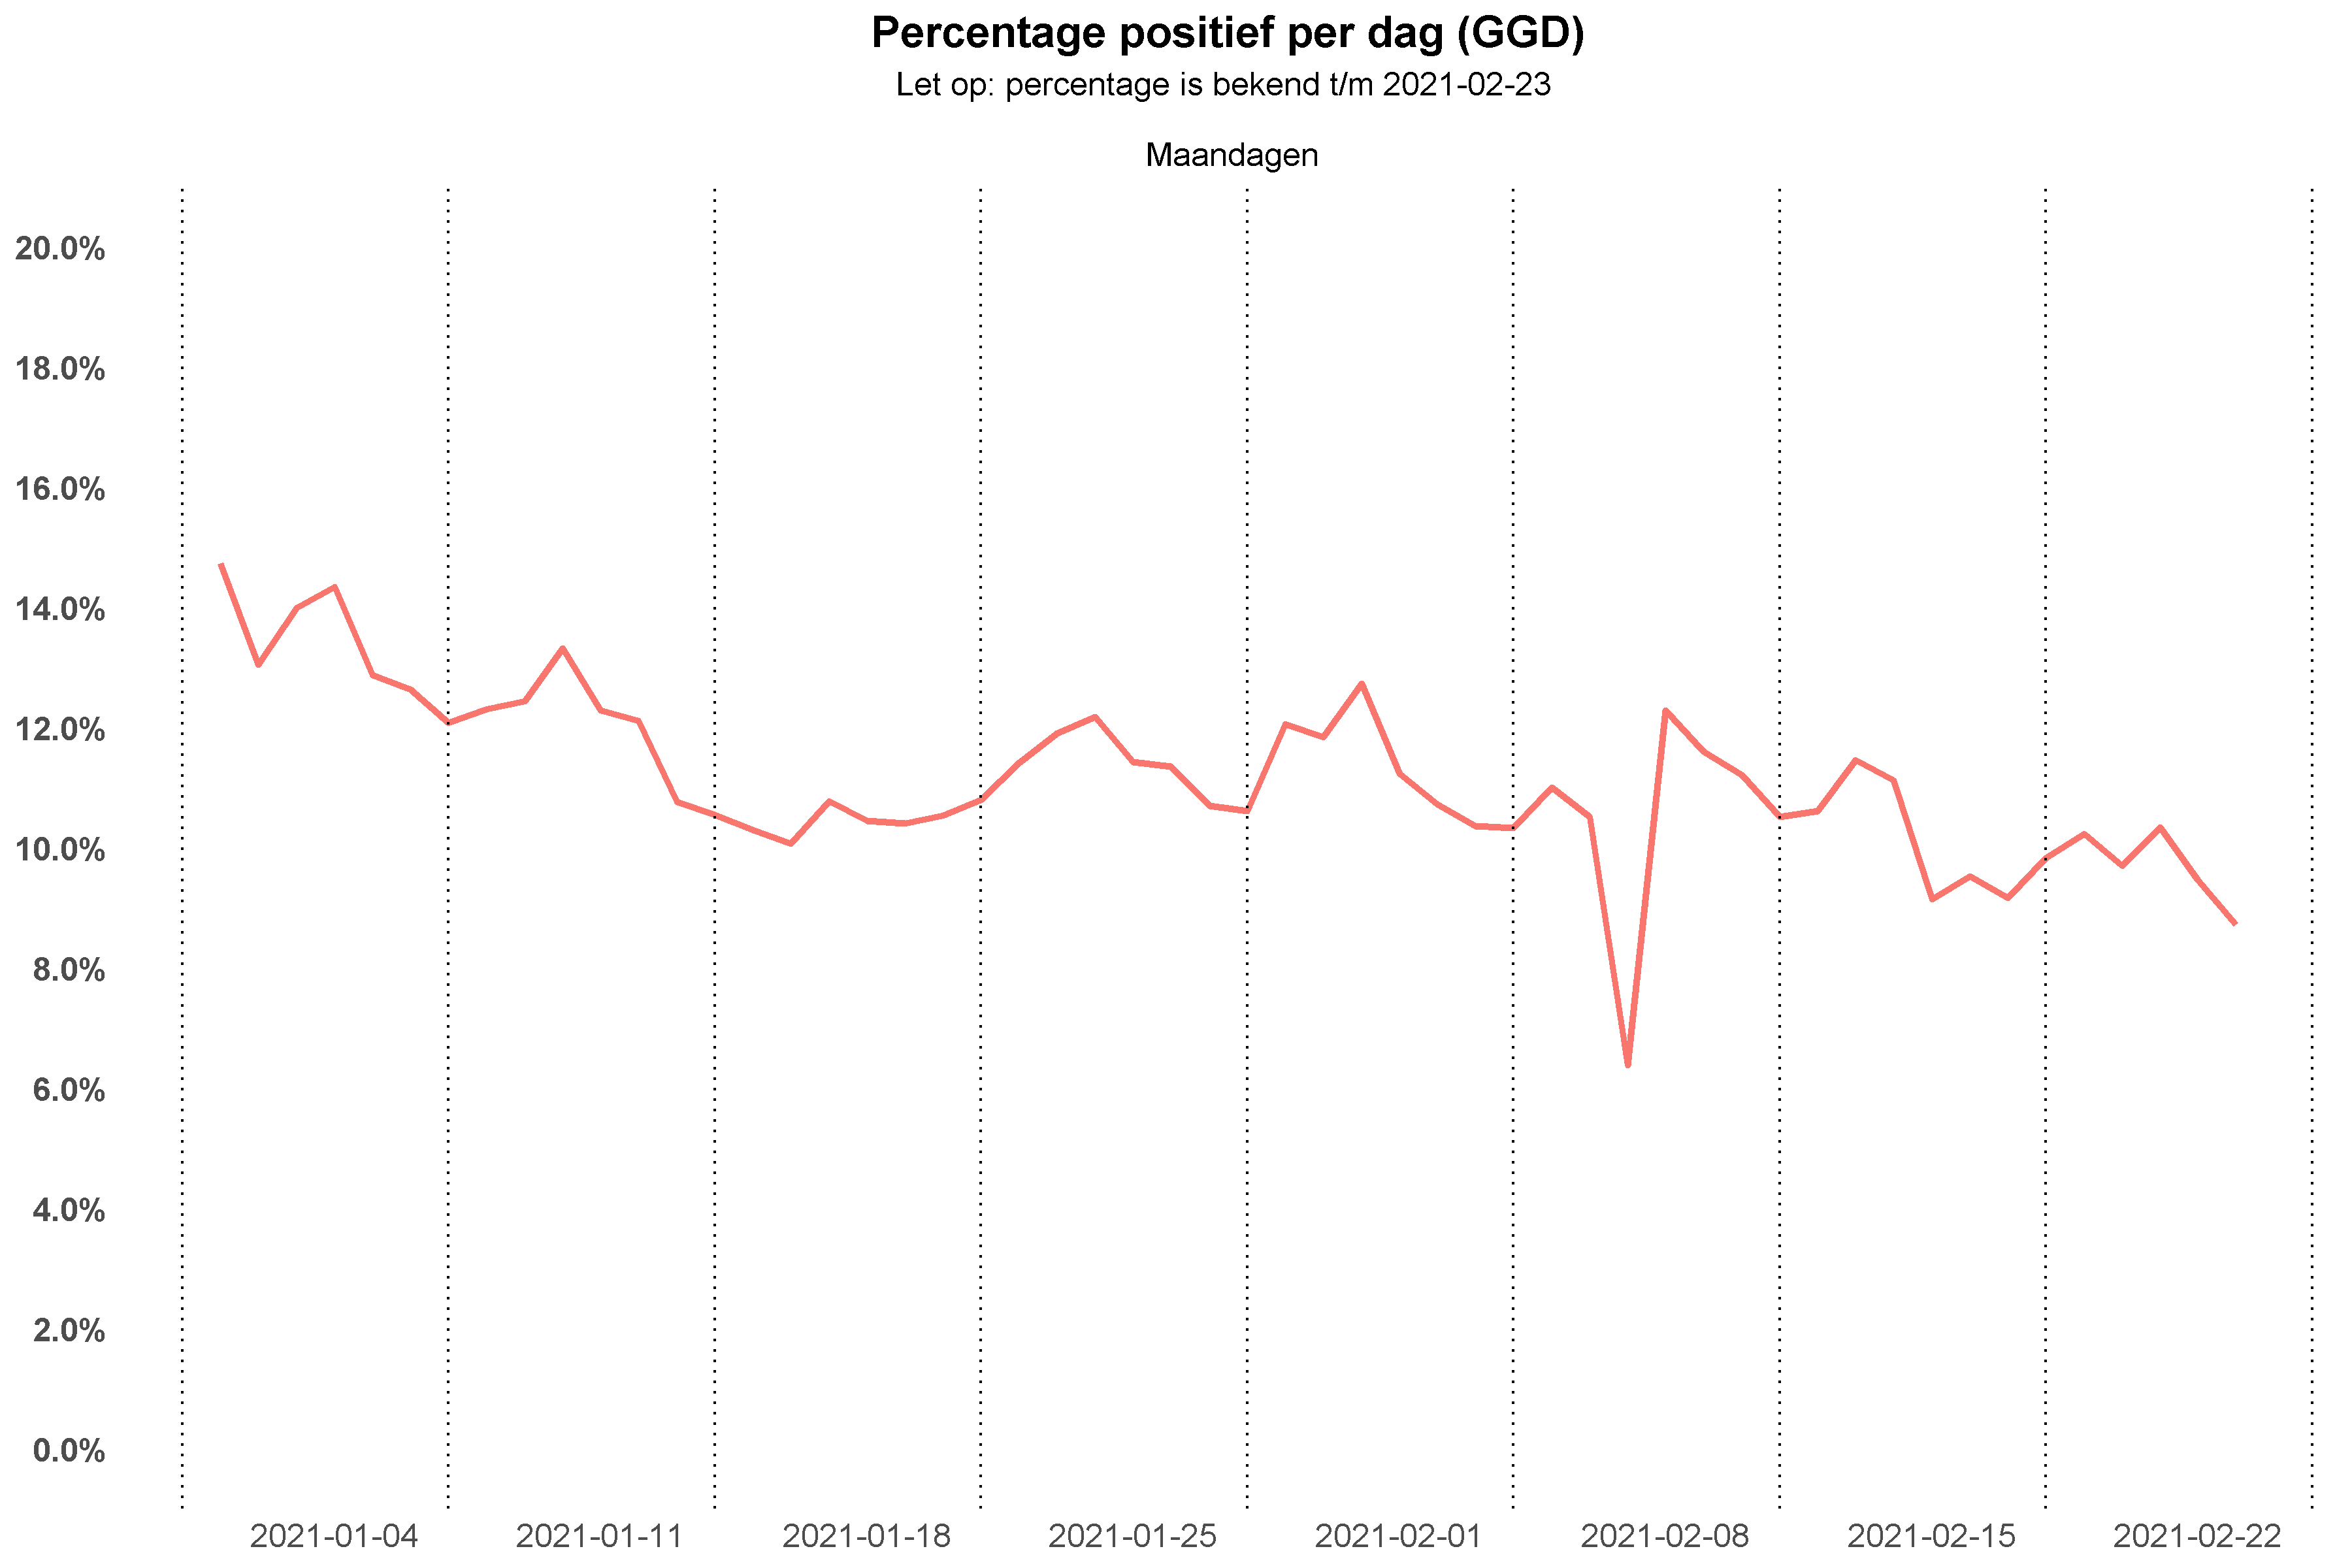 Percentage positief per dag (GGD)
Let op: percentage is bekend t/m 2021-02-23
Maandagen
20.0%
18.0%
16.0%
14.0%
12.0%
10.0%
8.0%
6.0%
4.0%
2.0%
0.0%
2021-01-04 2021-01-11 2021-01-18 2021-01-25 2021-02-01 2021-02-08 2021-02-15 2021-02-22